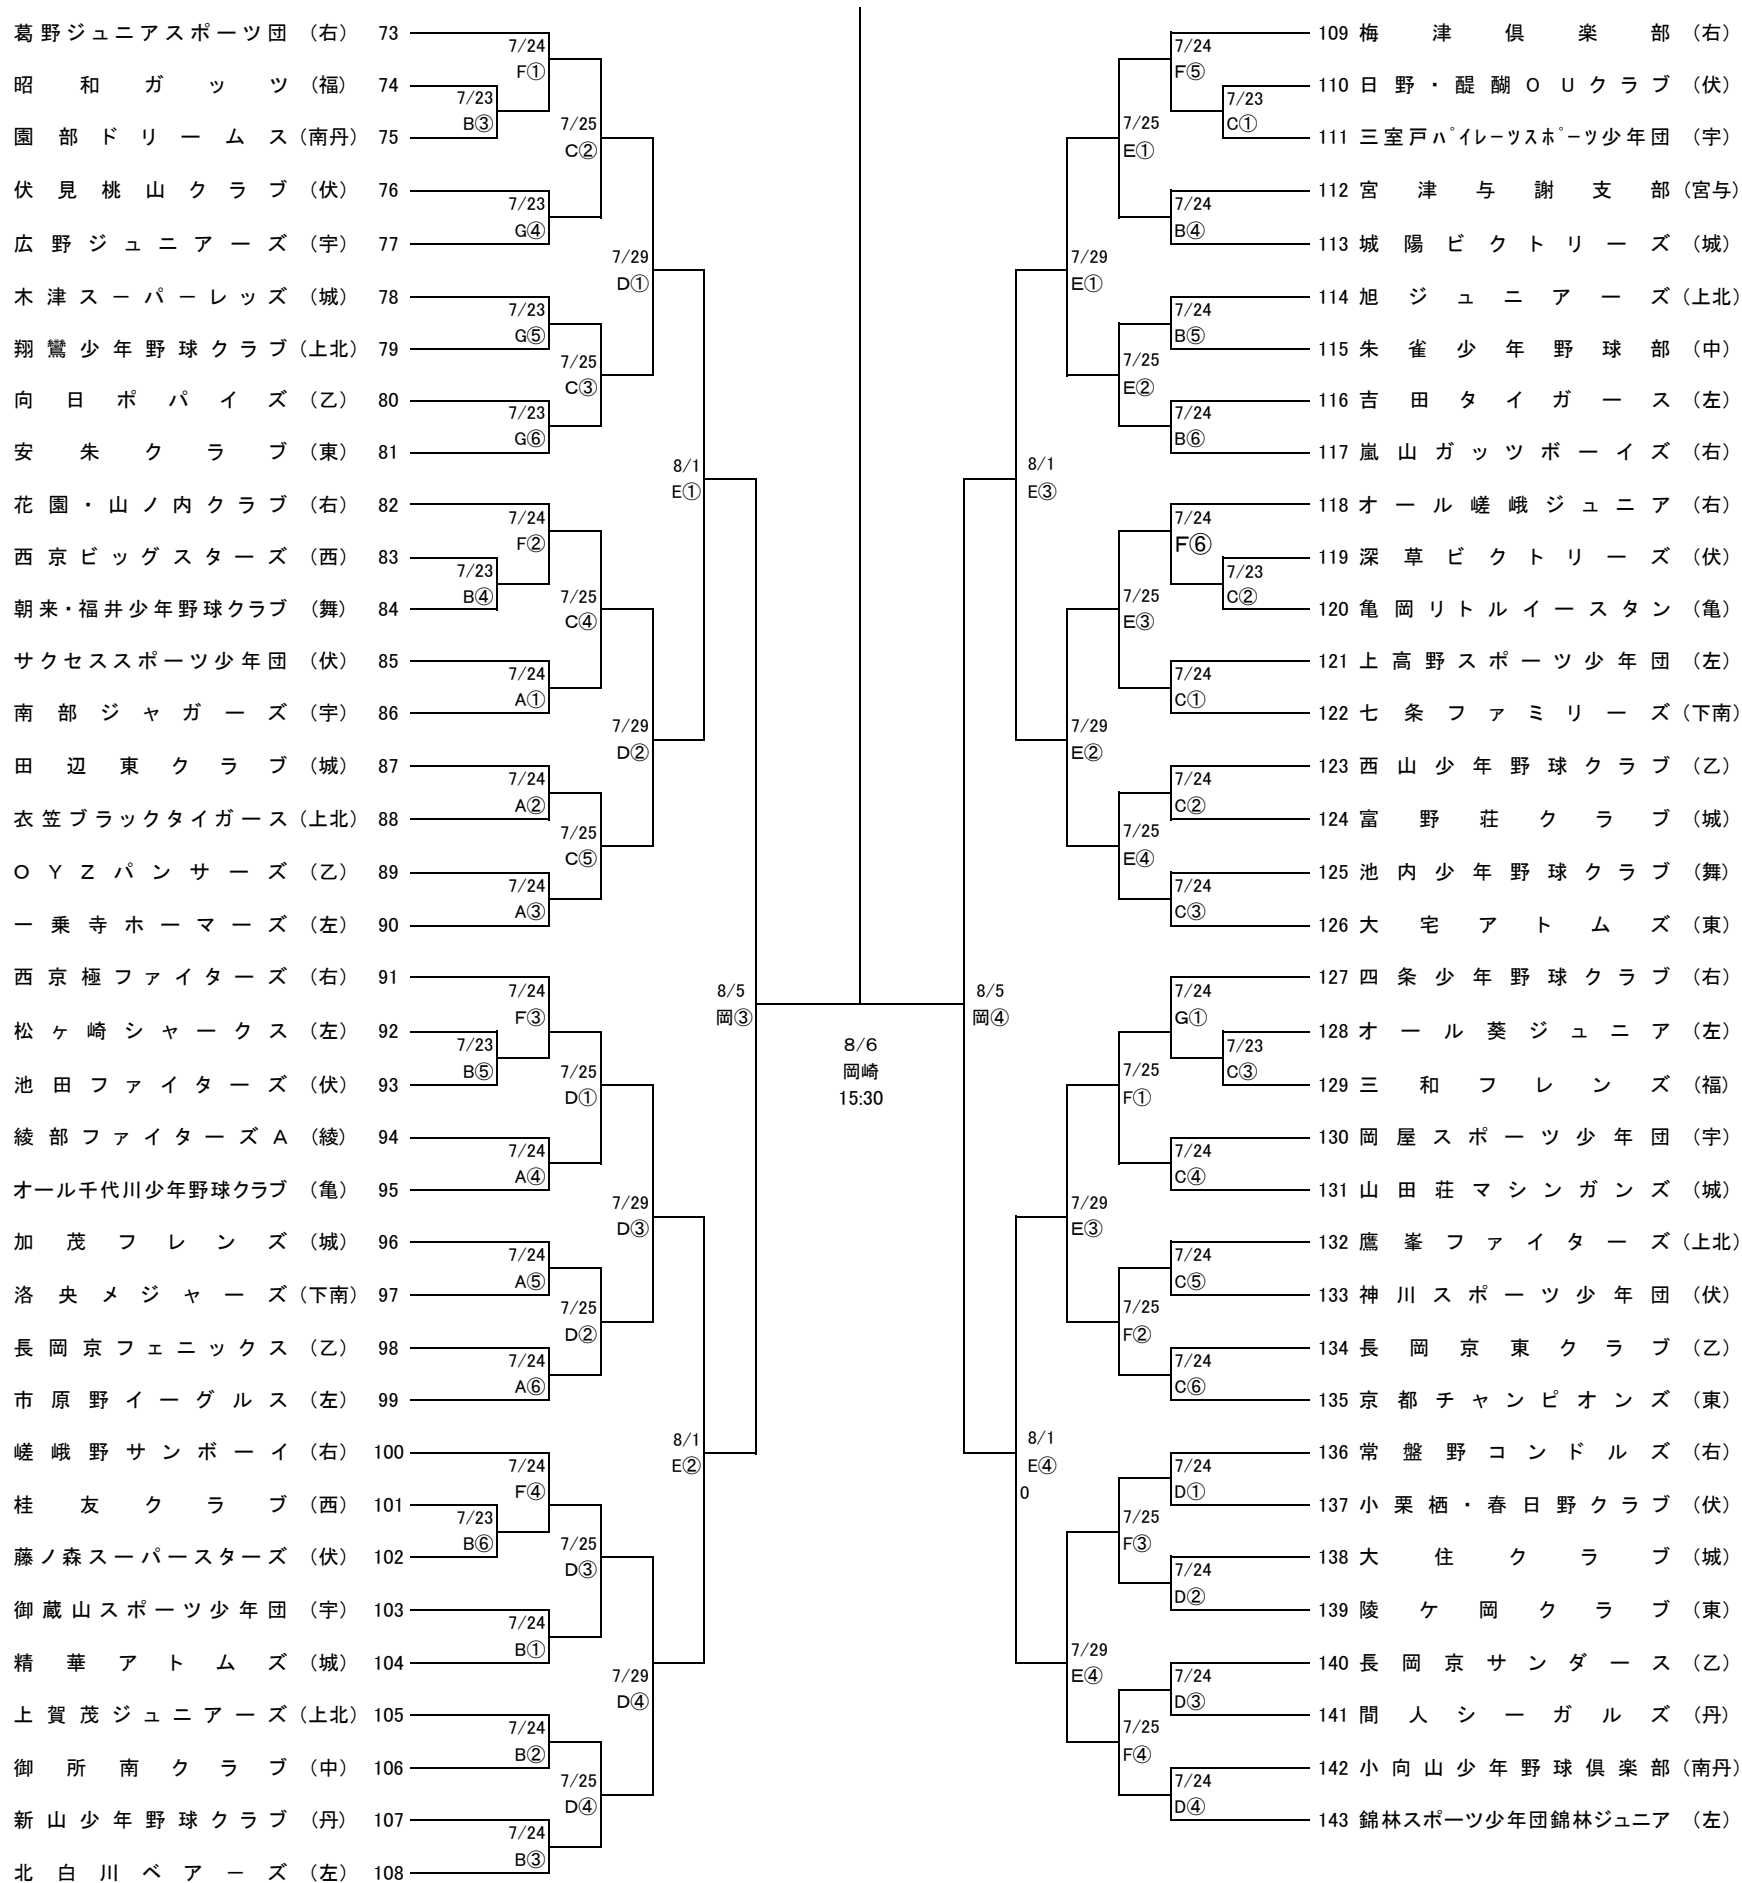 葛野ジュニアスポーツ団 (右) 73
昭和ガッツ (福) 74
園部ドリームス (南丹) 75
伏見桃山クラブ (伏) 76
広野ジュニアーズ (宇) 77
木津スーパーレッズ (城) 78
翔鸞少年野球クラブ (上北) 79
向日ポパイズ (乙) 80
安朱クラブ (東) 81
花園・山ノ内クラブ (右) 82
西京ビッグスターズ (西) 83
朝来・福井少年野球クラブ (舞) 84
サクセススポーツ少年団 (伏) 85
南部ジャガーズ (宇) 86
田辺東クラブ (城) 87
衣笠ブラックタイガース (上北) 88
OYZパンサーズ (乙) 89
一乗寺ホーマーズ (左) 90
西京極ファイターズ (右) 91
松ヶ崎シャークス (左) 92
池田ファイターズ (伏) 93
綾部ファイターズA (綾) 94
オール千代川少年野球クラブ (亀) 95
加茂フレンズ (城) 96
洛央メジャーズ (下南) 97
長岡京フェニックス (乙) 98
市原野イーグルス (左) 99
嵯峨野サンボーイ (右) 100
桂友クラブ (西) 101
藤ノ森スーパースターズ (伏) 102
御蔵山スポーツ少年団 (宇) 103
精華アトムズ (城) 104
上賀茂ジュニアーズ (上北) 105
御所南クラブ (中) 106
新山少年野球クラブ (丹) 107
北白川ベアーズ (左) 108
7/23
B③
7/23
B④
7/23
B⑤
7/23
B⑥
7/24
F①
7/23
G④
7/23
G⑤
7/23
G⑥
7/24
F②
7/24
A①
7/24
A②
7/24
A③
7/24
F③
7/24
A④
7/24
A⑤
7/24
A⑥
7/24
F④
7/24
B①
7/24
B②
7/24
B③
7/25
C②
7/25
C③
7/25
C④
7/25
C⑤
7/25
D①
7/25
D②
7/25
D③
7/25
D④
7/29
D①
7/29
D②
7/29
D③
7/29
D④
8/1
E①
8/1
E②
8/5
岡③
8/6
岡崎
15:30
8/5
岡④
8/1
E③
8/1
E④
0
7/29
E①
7/29
E②
7/29
E③
7/29
E④
7/25
E①
7/25
E②
7/25
E③
7/25
E④
7/25
F①
7/25
F②
7/25
F③
7/25
F④
7/24
F⑤
7/24
B④
7/24
B⑤
7/24
B⑥
7/24
F⑥
7/24
C①
7/24
C②
7/24
C③
7/24
G①
7/24
C④
7/24
C⑤
7/24
C⑥
7/24
D①
7/24
D②
7/24
D③
7/24
D④
7/23
C①
7/23
C②
7/23
C③
109 梅津倶楽部 (右)
110 日野・醍醐OUクラブ (伏)
111 三室戸ﾊﾟｲﾚｰﾂｽﾎﾟｰﾂ少年団 (宇)
112 宮津与謝支部 (宮与)
113 城陽ビクトリーズ (城)
114 旭ジュニアーズ (上北)
115 朱雀少年野球部 (中)
116 吉田タイガース (左)
117 嵐山ガッツボーイズ (右)
118 オール嵯峨ジュニア (右)
119 深草ビクトリーズ (伏)
120 亀岡リトルイースタン (亀)
121 上高野スポーツ少年団 (左)
122 七条ファミリーズ (下南)
123 西山少年野球クラブ (乙)
124 富野荘クラブ (城)
125 池内少年野球クラブ (舞)
126 大宅アトムズ (東)
127 四条少年野球クラブ (右)
128 オール葵ジュニア (左)
129 三和フレンズ (福)
130 岡屋スポーツ少年団 (宇)
131 山田荘マシンガンズ (城)
132 鷹峯ファイターズ (上北)
133 神川スポーツ少年団 (伏)
134 長岡京東クラブ (乙)
135 京都チャンピオンズ (東)
136 常盤野コンドルズ (右)
137 小栗栖・春日野クラブ (伏)
138 大住クラブ (城)
139 陵ケ岡クラブ (東)
140 長岡京サンダース (乙)
141 間人シーガルズ (丹)
142 小向山少年野球倶楽部 (南丹)
143 錦林スポーツ少年団錦林ジュニア (左)